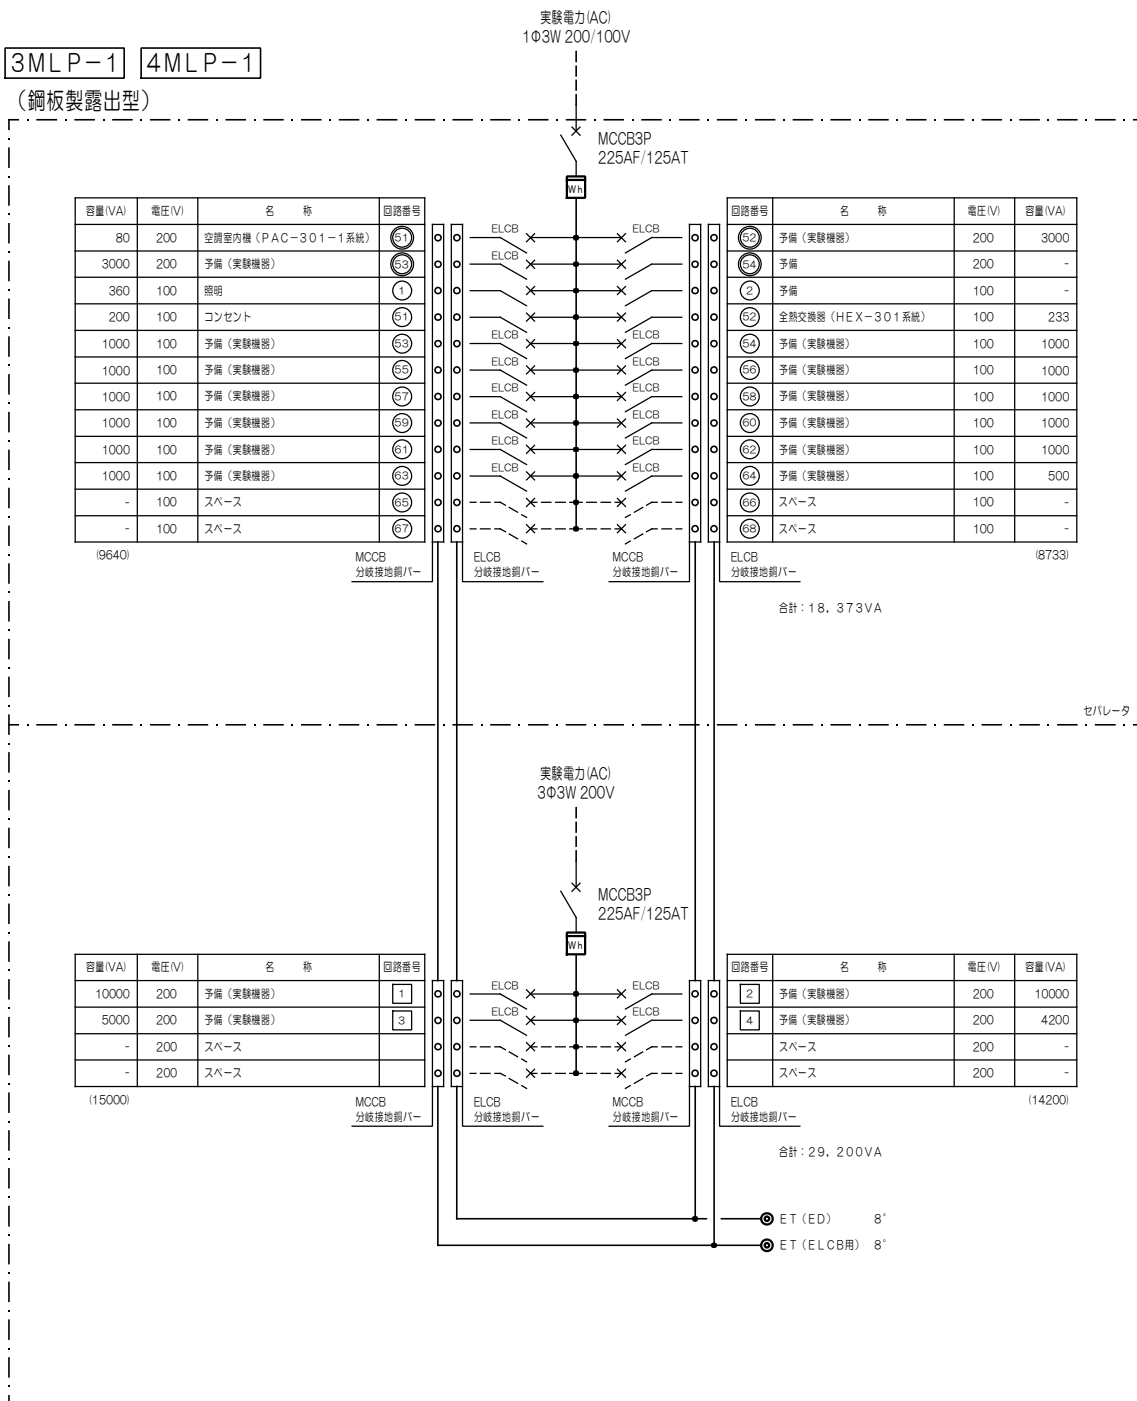 実験電力(AC)
1Φ3W 200/100V
3MLP-1 4MLP-1
(鋼板製露出型)
MCCB3P
225AF/125AT
Wh
容量(VA) 電圧(V) 名 称 回路番号
80 200 空調室内機(PAC-301-1系統) 51
3000 200 予備(実験機器) 53
360 100 照明 1
200 100 コンセント 51
1000 100 予備(実験機器) 53
1000 100 予備(実験機器) 55
1000 100 予備(実験機器) 57
1000 100 予備(実験機器) 59
1000 100 予備(実験機器) 61
1000 100 予備(実験機器) 63
- 100 スペース 65
- 100 スペース 67
(9640)
ELCB ELCB
ELCB
ELCB
ELCB ELCB
ELCB ELCB
ELCB ELCB
ELCB ELCB
ELCB ELCB
ELCB ELCB
回路番号 名 称 電圧(V) 容量(VA)
52 予備(実験機器) 200 3000
54 予備 200 -
2 予備 100 -
52 全熱交換器(HEX-301系統) 100 233
54 予備(実験機器) 100 1000
56 予備(実験機器) 100 1000
58 予備(実験機器) 100 1000
60 予備(実験機器) 100 1000
62 予備(実験機器) 100 1000
64 予備(実験機器) 100 500
66 スペース 100 -
68 スペース 100 -
(8733)
MCCB
分岐接地銅バー
ELCB
分岐接地銅バー
MCCB
分岐接地銅バー
ELCB
分岐接地銅バー
合計:18,373VA
セパレータ
実験電力(AC)
3Φ3W 200V
MCCB3P
225AF/125AT
Wh
容量(VA) 電圧(V) 名 称 回路番号
10000 200 予備(実験機器) 1
5000 200 予備(実験機器) 3
- 200 スペース
- 200 スペース
(15000)
ELCB ELCB
ELCB ELCB
回路番号 名 称 電圧(V) 容量(VA)
2 予備(実験機器) 200 10000
4 予備(実験機器) 200 4200
スペース 200 -
スペース 200 -
(14200)
MCCB
分岐接地銅バー
ELCB
分岐接地銅バー
MCCB
分岐接地銅バー
ELCB
分岐接地銅バー
合計:29,200VA
ET(ED) 8°
ET(ELCB用) 8°